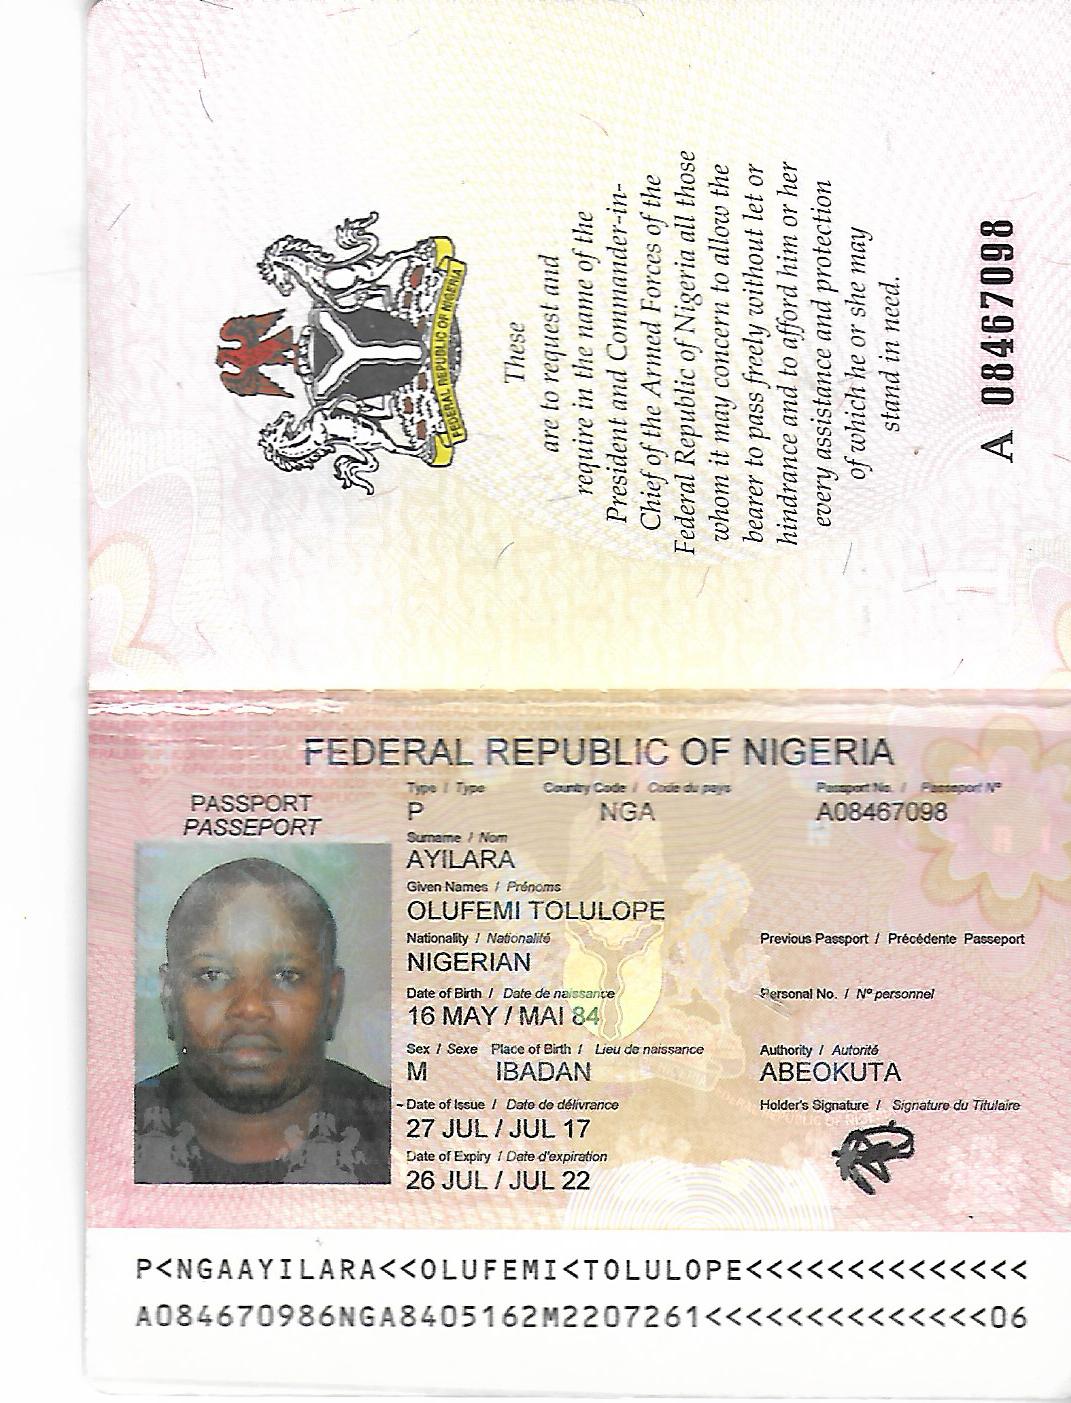 FEDERAL REPUBLIC OF NIGERIA
These
are to request and
require in the name of the
President and Commander-in-
Chief of the Armed Forces of the
Federal Republic of Nigeria all those
whom it may concern to allow the
bearer to pass freely without let or
hindrance and to afford him or her
every assistance and protection
of which he or she may
stand in need.
A 08467098
FEDERAL REPUBLIC OF NIGERIA
PASSPORT
PASSEPORT
Type / Type Country Code / Code du pays Passport No. / Passeport N°
P NGA A08467098
Surname / Nom
AYILARA
Given Names / Prénoms
OLUFEMI TOLULOPE
Nationality / Nationalité Previous Passport / Précédente Passeport
NIGERIAN
Date of Birth / Date de naissance Personal No. / N° personnel
16 MAY / MAI 84
Sex / Sexe Place of Birth / Lieu de naissance Authority / Autorité
M IBADAN ABEOKUTA
Date of Issue / Date de délivrance Holder's Signature / Signature du Titulaire
27 JUL / JUL 17
Date of Expiry / Date d'expiration
26 JUL / JUL 22
P<NGAAYILARA<<OLUFEMI<TOLULOPE<<<<<<<<<<<<<<
A084670986NGA8405162M2207261<<<<<<<<<<<<<<06